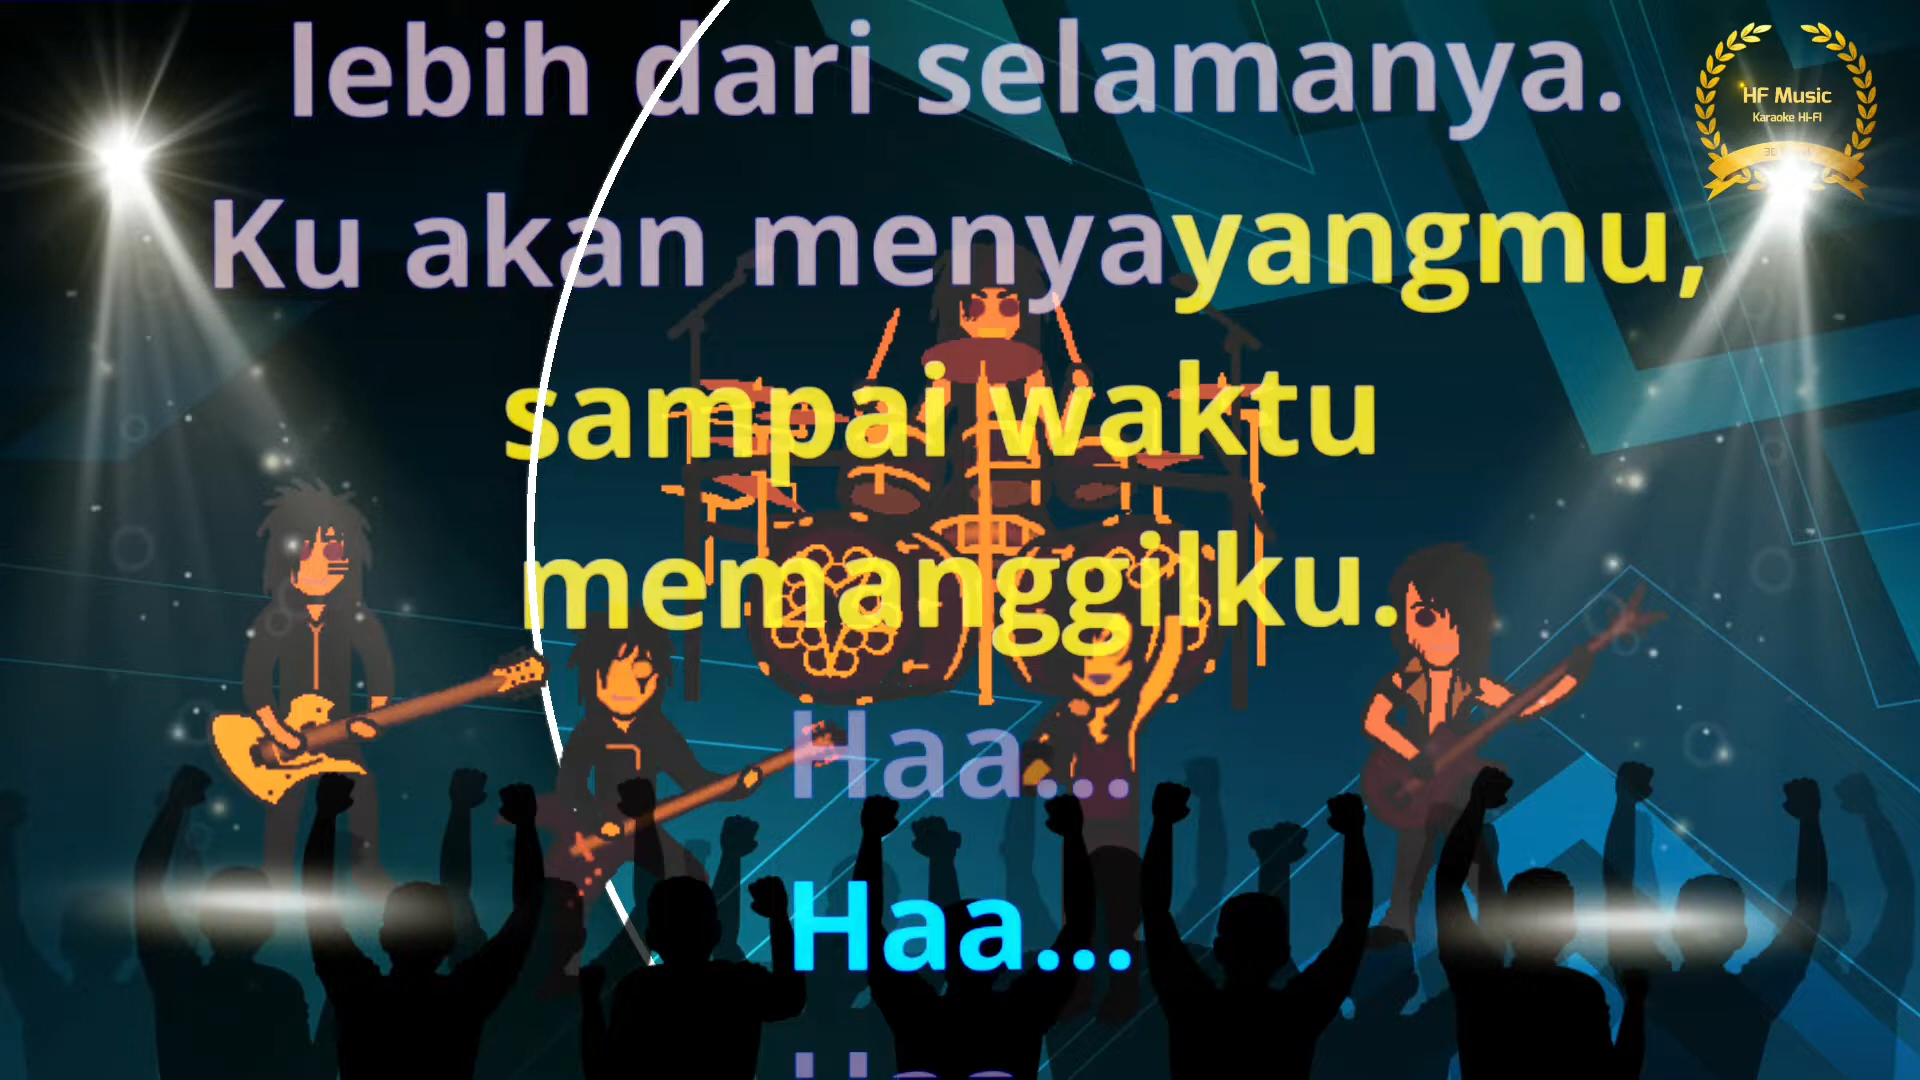 lebih dari selamanya.
HF Music
Karaoke HI-FI
Ku akan menyayangmu,
sampai waktu
memanggilku.
Haa...
Haa...